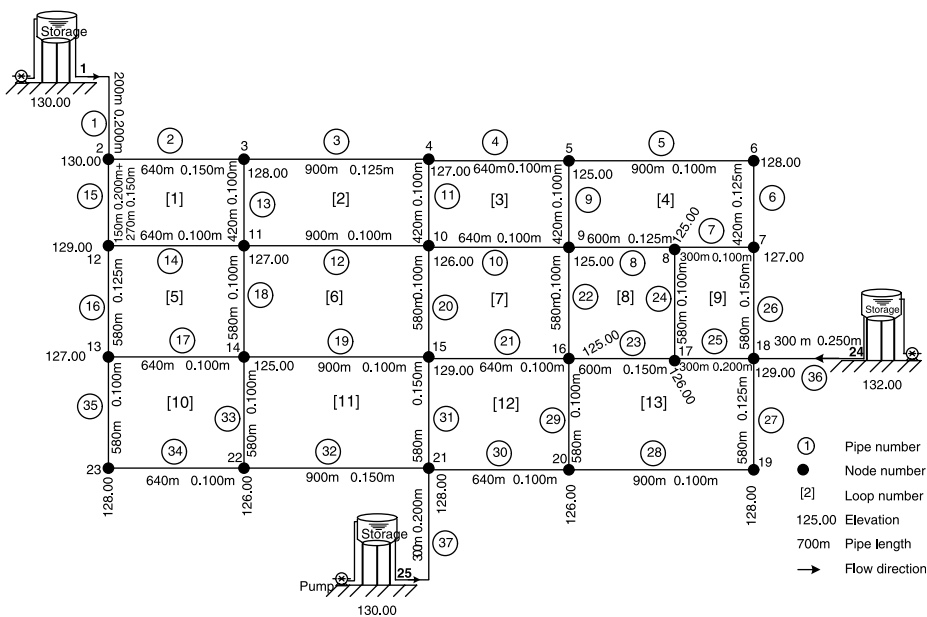 Storage
1
130.00
200m 0.200m
1
2
3
4
5
2
3
4
5
6
130.00
640m 0.150m
128.00
900m 0.125m
127.00
640m 0.100m
125.00
900m 0.100m
128.00
15
150m 0.200m+
270m 0.150m
[1]
420m 0.100m
13
[2]
420m 0.100m
11
[3]
420m 0.100m
9
[4]
420m 0.125m
6
129.00
12
640m 0.100m
11
900m 0.100m
10
640m 0.100m
9
600m 0.125m
125.00
7
7
14
127.00
12
126.00
10
125.00
8
8
300m 0.100m
127.00
16
580m 0.125m
[5]
580m 0.100m
18
[6]
580m 0.100m
20
[7]
580m 0.100m
22
[8]
24
580m 0.100m
[9]
580m 0.150m
26
Storage
127.00
13
17
14
19
15
21
16
125.00
23
17
25
18
300 m 0.250m
24
640m 0.100m
125.00
900m 0.100m
129.00
640m 0.100m
600m 0.150m
126.00
300m 0.200m
129.00
36
132.00
35
580m 0.100m
[10]
33
580m 0.100m
[11]
580m 0.150m
31
[12]
29
580m 0.100m
[13]
580m 0.125m
27
23
34
22
32
21
30
20
28
19
128.00
640m 0.100m
126.00
900m 0.150m
128.00
640m 0.100m
126.00
900m 0.100m
128.00
30m 0.200m
37
Storage
Pump
25
130.00
1 Pipe number
Node number
[2] Loop number
125.00 Elevation
700m Pipe length
Flow direction